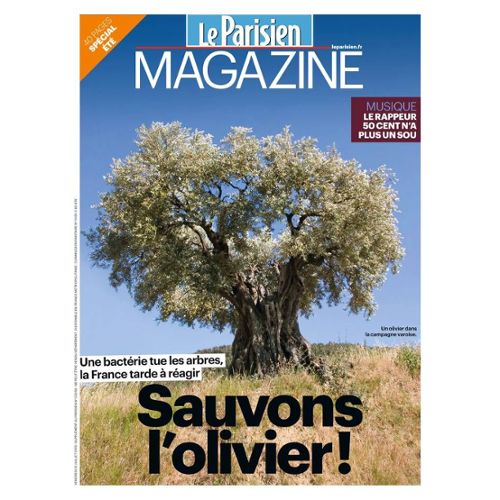 40 PAGES
SPÉCIAL
ÉTÉ
Le Parisien
leparisien.fr
MAGAZINE
MUSIQUE
LE RAPPEUR
50 CENT N'A
PLUS UN SOU
Un olivier dans
la campagne varoise.
Une bactérie tue les arbres,
la France tarde à réagir
Sauvons
l'olivier !